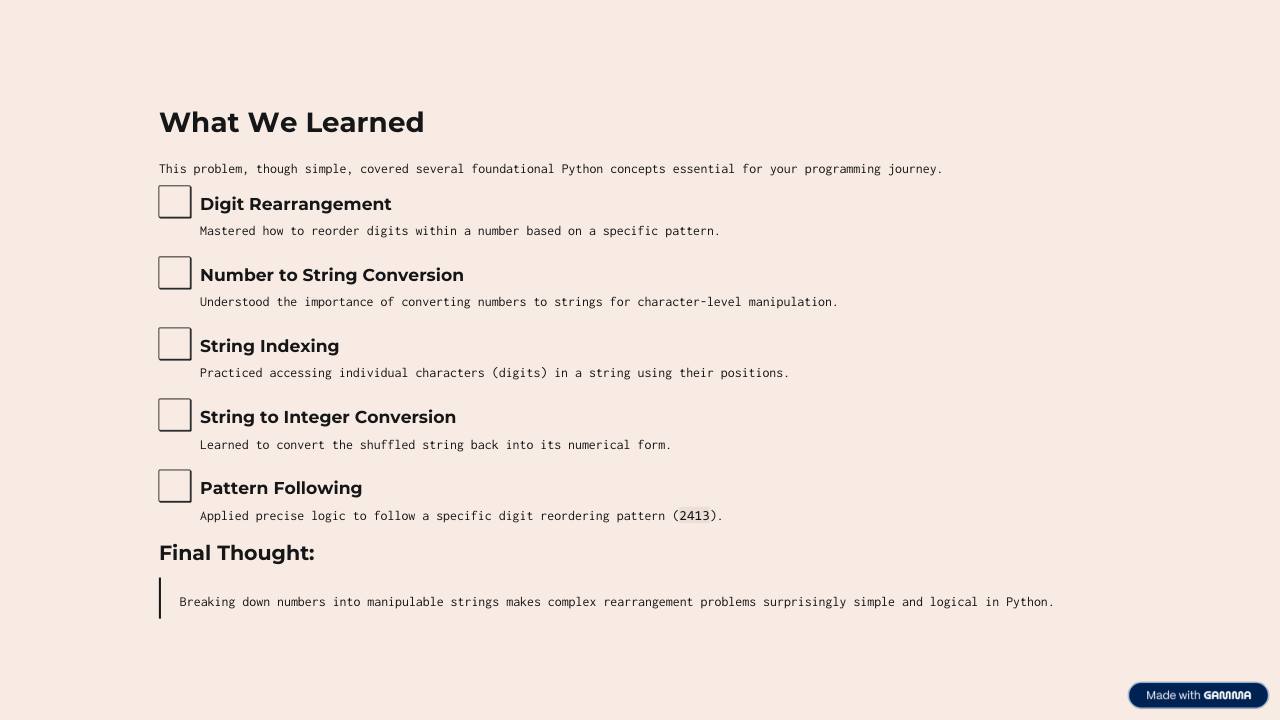 What We Learned
This problem, though simple, covered several foundational Python concepts essential for your programming journey.
Digit Rearrangement
Mastered how to reorder digits within a number based on a specific pattern.
Number to String Conversion
Understood the importance of converting numbers to strings for character-level manipulation.
String Indexing
Practiced accessing individual characters (digits) in a string using their positions.
String to Integer Conversion
Learned to convert the shuffled string back into its numerical form.
Pattern Following
Applied precise logic to follow a specific digit reordering pattern (2413).
Final Thought:
Breaking down numbers into manipulable strings makes complex rearrangement problems surprisingly simple and logical in Python.
Made with GAMMA